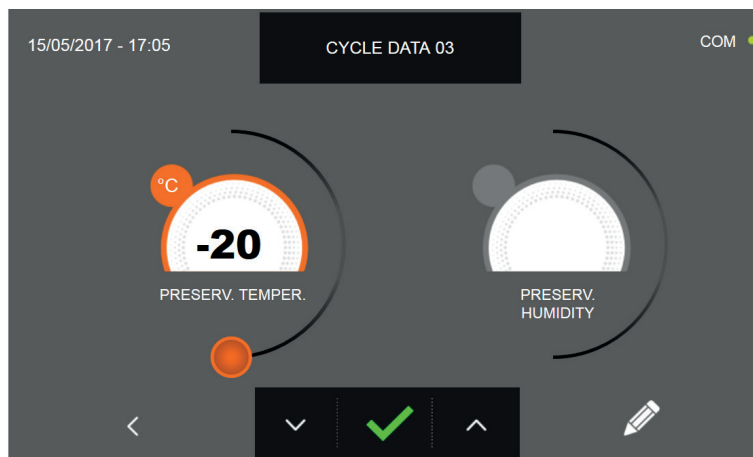 15/05/2017 - 17:05
CYCLE DATA 03
COM
°C
-20
PRESERV. TEMPER.
PRESERV.
HUMIDITY